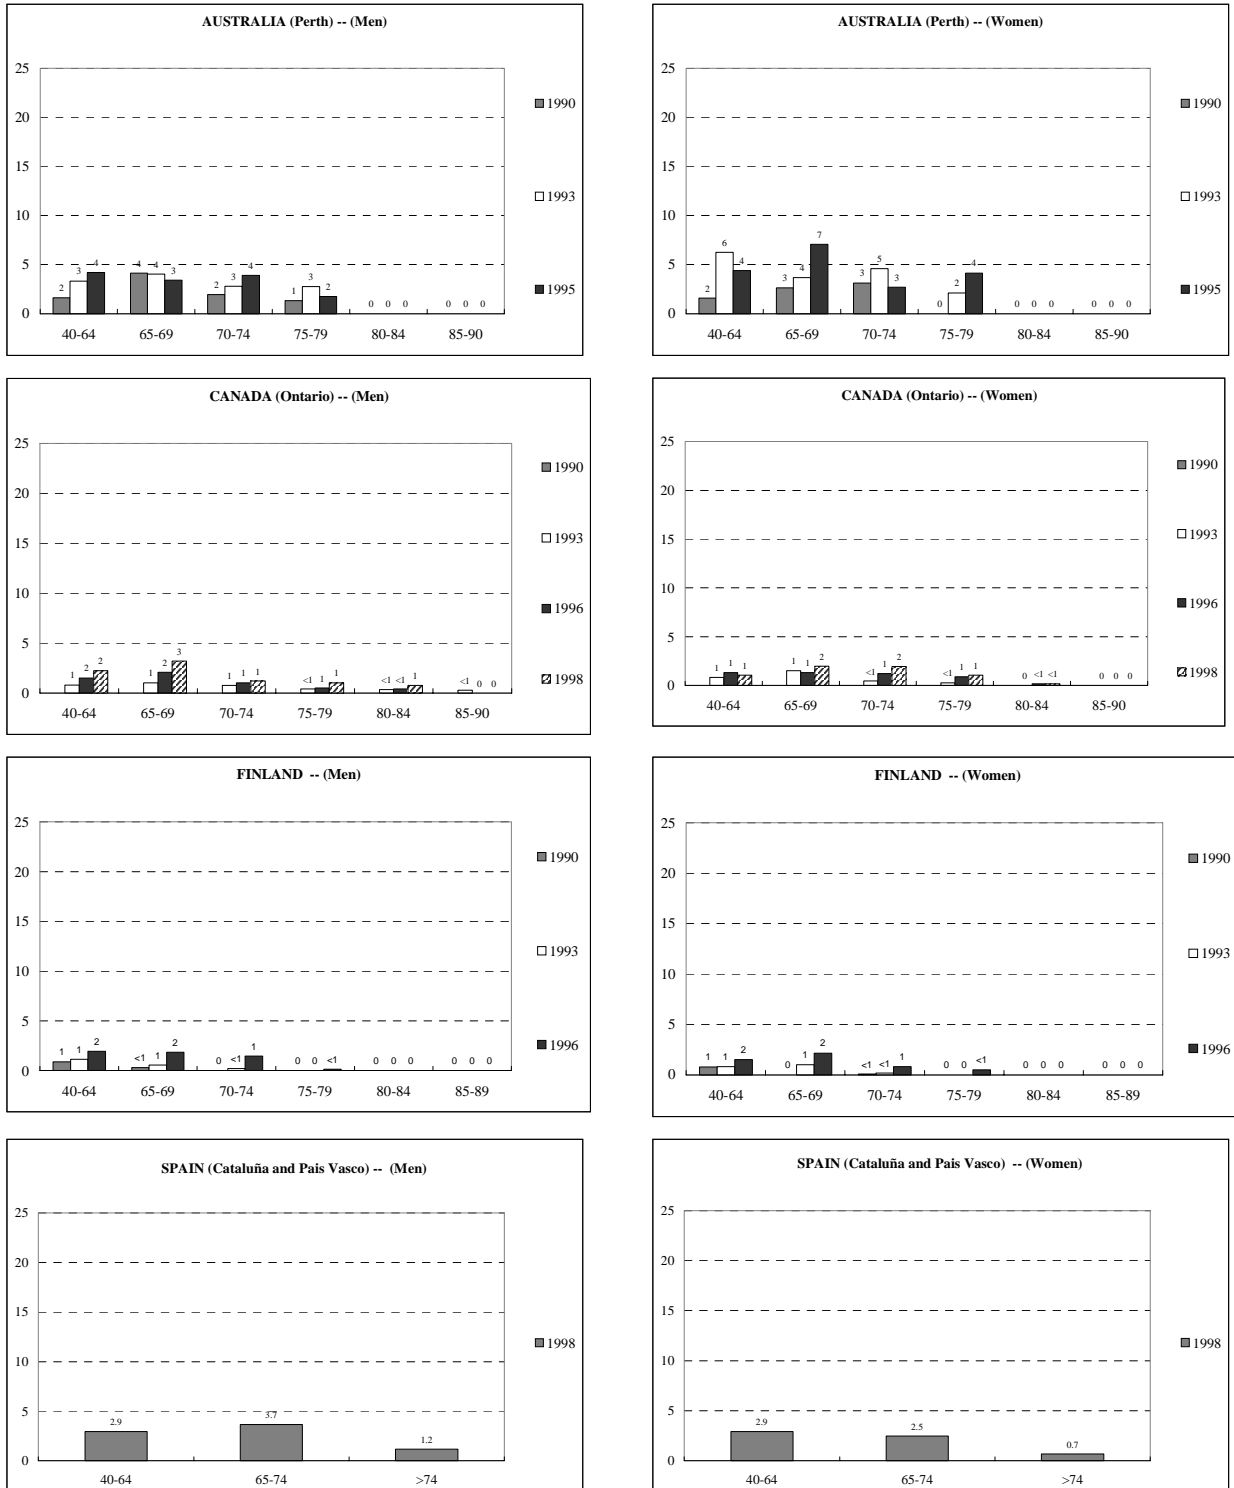 AUSTRALIA (Perth) -- (Men)
25
20
15
10
5
0
2 3 4 4 4 3 2 3 4 1 3 2 0 0 0 0 0 0
40-64 65-69 70-74 75-79 80-84 85-90
1990
1993
1995
AUSTRALIA (Perth) -- (Women)
25
20
15
10
5
0
2 6 4 3 4 7 3 5 3 0 2 4 0 0 0 0 0 0
40-64 65-69 70-74 75-79 80-84 85-90
1990
1993
1995
CANADA (Ontario) -- (Men)
25
20
15
10
5
0
1 2 2 1 2 3 1 1 1 <1 1 1 <1 <1 1 <1 0 0
40-64 65-69 70-74 75-79 80-84 85-90
1990
1993
1996
1998
CANADA (Ontario) -- (Women)
25
20
15
10
5
0
1 1 1 1 1 2 <1 1 2 <1 1 1 0 <1 <1 0 0 0
40-64 65-69 70-74 75-79 80-84 85-90
1990
1993
1996
1998
FINLAND -- (Men)
25
20
15
10
5
0
1 1 2 <1 1 2 0 <1 1 0 0 <1 0 0 0 0 0 0
40-64 65-69 70-74 75-79 80-84 85-89
1990
1993
1996
FINLAND -- (Women)
25
20
15
10
5
0
1 1 2 0 1 2 <1 <1 1 0 0 <1 0 0 0 0 0 0
40-64 65-69 70-74 75-79 80-84 85-89
1990
1993
1996
SPAIN (Cataluña and Pais Vasco) -- (Men)
25
20
15
10
5
0
2.9 3.7 1.2
40-64 65-74 >74
1998
SPAIN (Cataluña and Pais Vasco) -- (Women)
25
20
15
10
5
0
2.9 2.5 0.7
40-64 65-74 >74
1998